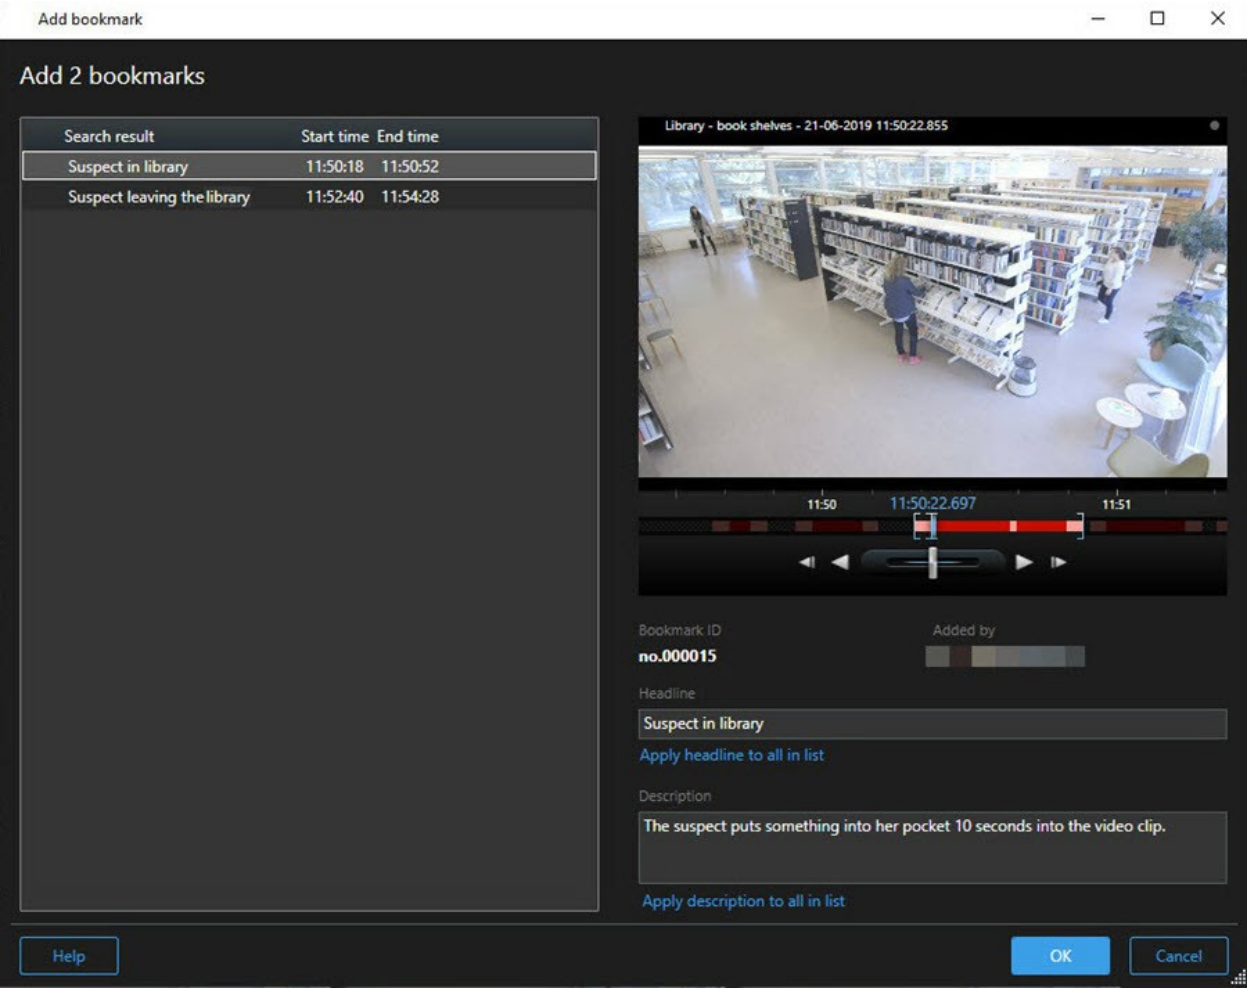 Add bookmark
Add 2 bookmarks
Search result Start time End time
Suspect in library 11:50:18 11:50:52
Suspect leaving the library 11:52:40 11:54:28
Library - book shelves - 21-06-2019 11:50:22.855
11:50 11:50:22.697 11:51
Bookmark ID Added by
no.000015
Headline
Suspect in library
Apply headline to all in list
Description
The suspect puts something into her pocket 10 seconds into the video clip.
Apply description to all in list
Help OK Cancel